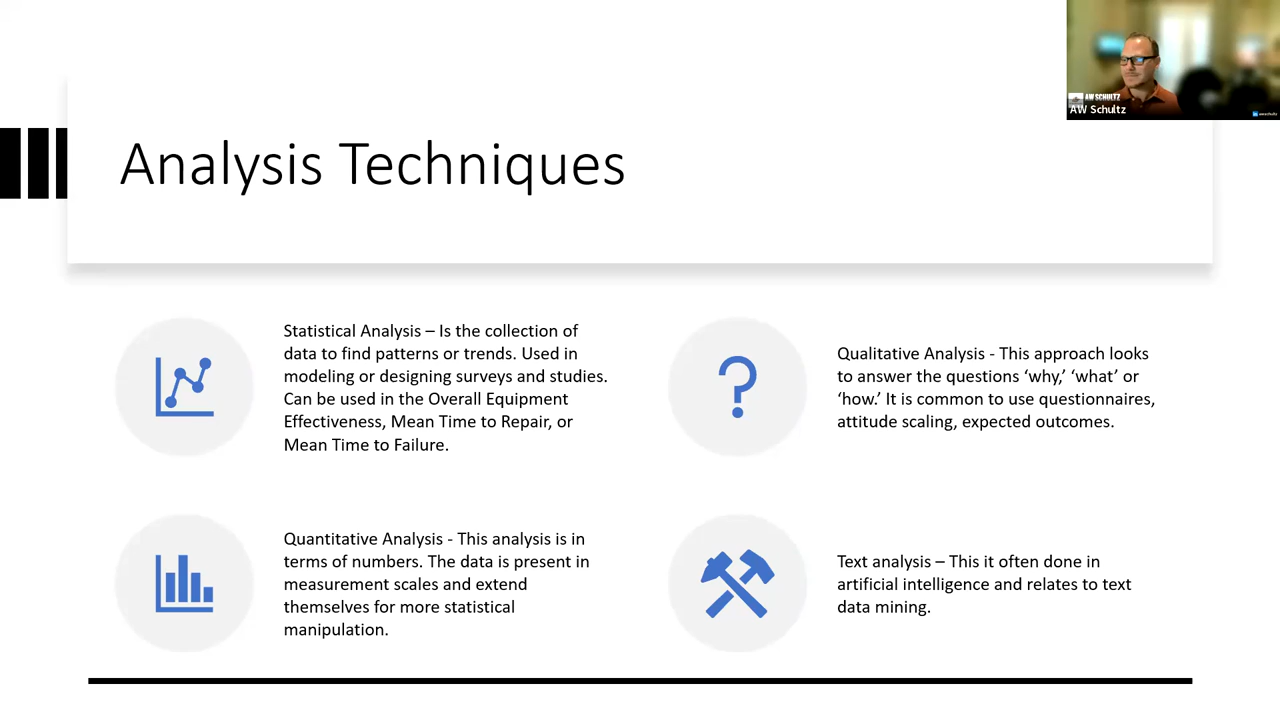 AW SCHULTZ
AW Schultz
Analysis Techniques
Statistical Analysis – Is the collection of
data to find patterns or trends. Used in
modeling or designing surveys and studies.
Can be used in the Overall Equipment
Effectiveness, Mean Time to Repair, or
Mean Time to Failure.
Qualitative Analysis - This approach looks
to answer the questions ‘why,’ ‘what’ or
‘how.’ It is common to use questionnaires,
attitude scaling, expected outcomes.
Quantitative Analysis - This analysis is in
terms of numbers. The data is present in
measurement scales and extend
themselves for more statistical
manipulation.
Text analysis – This it often done in
artificial intelligence and relates to text
data mining.